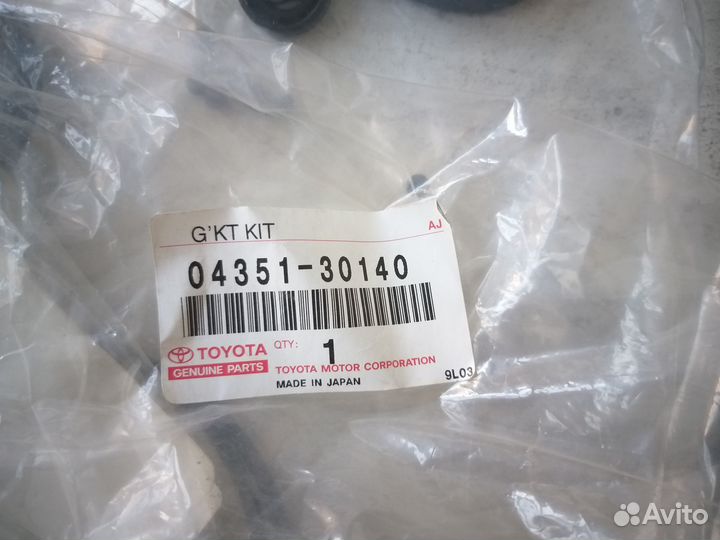 G'KT KIT AJ
04351-30140
TOYOTA QTY: 1
GENUINE PARTS TOYOTA MOTOR CORPORATION
MADE IN JAPAN 9L03
Avito